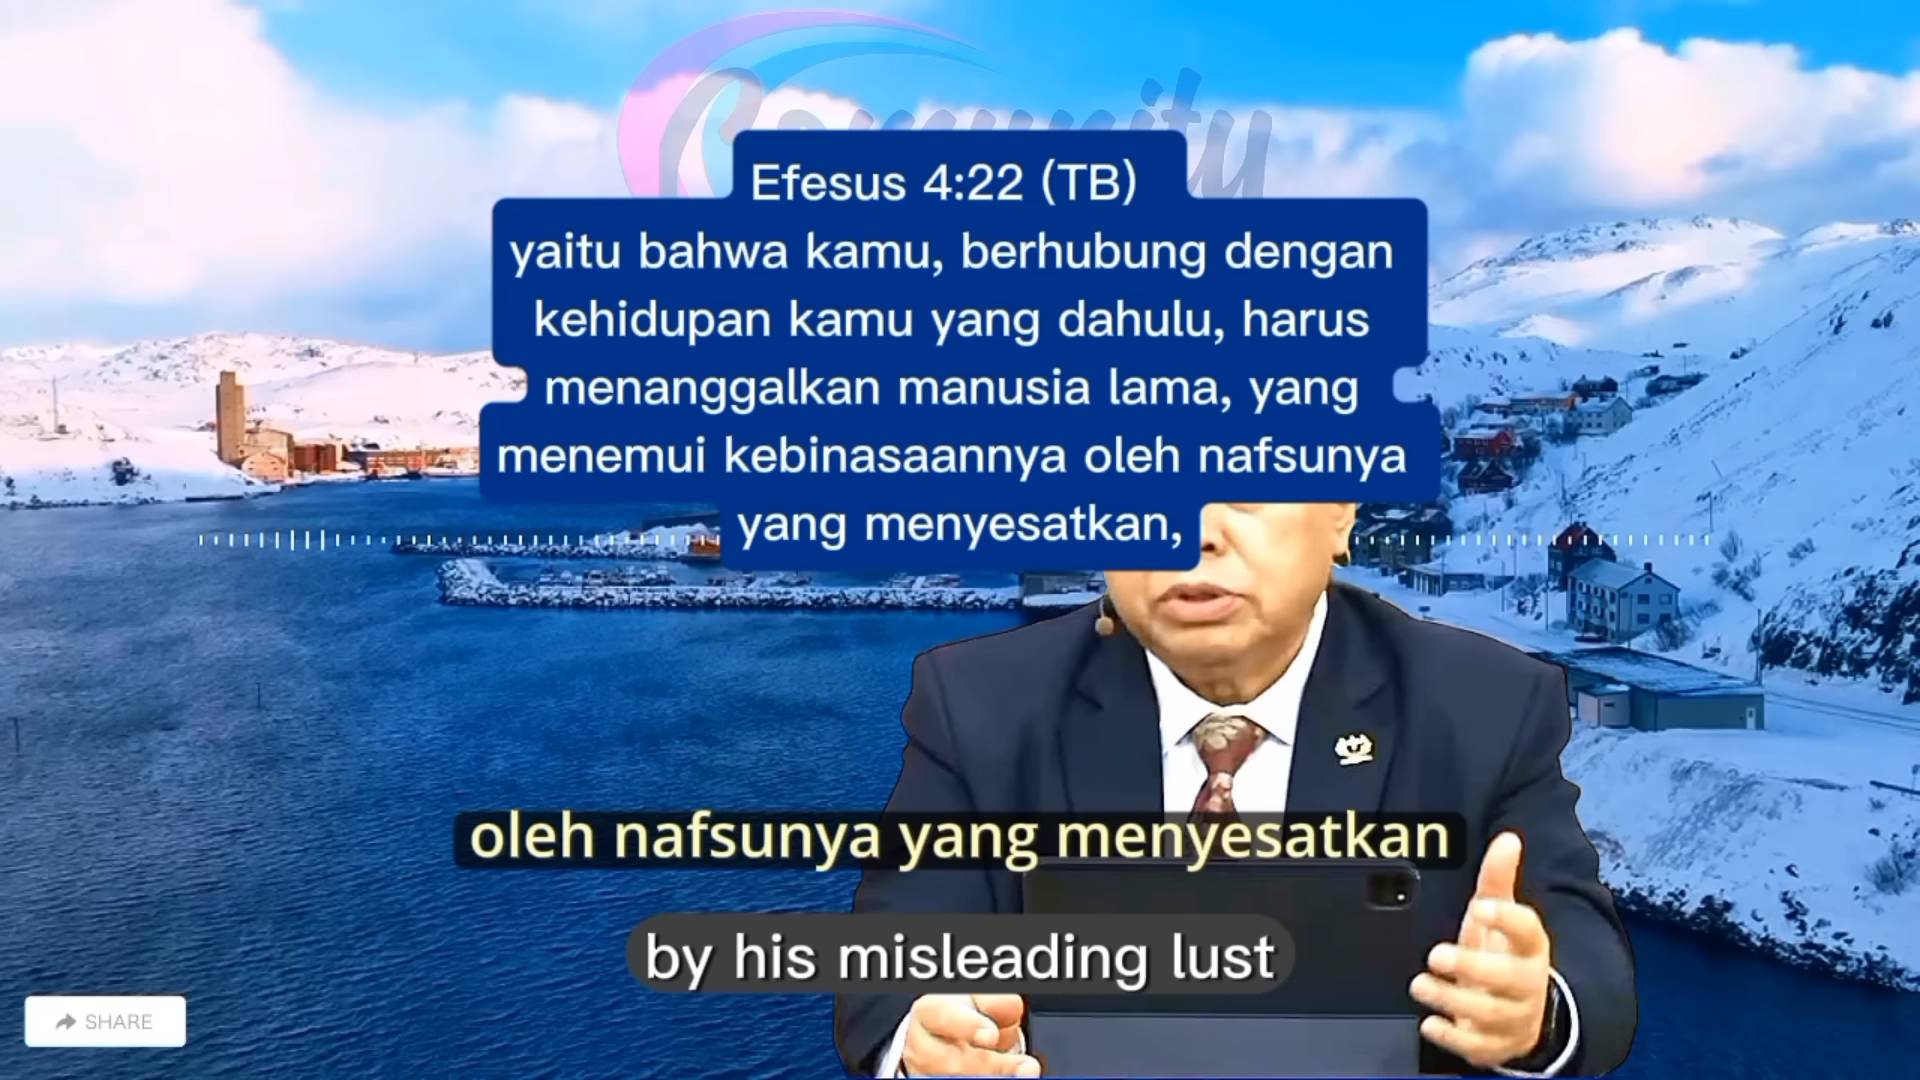 Comunity
Efesus 4:22 (TB)
yaitu bahwa kamu, berhubung dengan
kehidupan kamu yang dahulu, harus
menanggalkan manusia lama, yang
menemui kebinasaannya oleh nafsunya
yang menyesatkan,
oleh nafsunya yang menyesatkan
by his misleading lust
SHARE